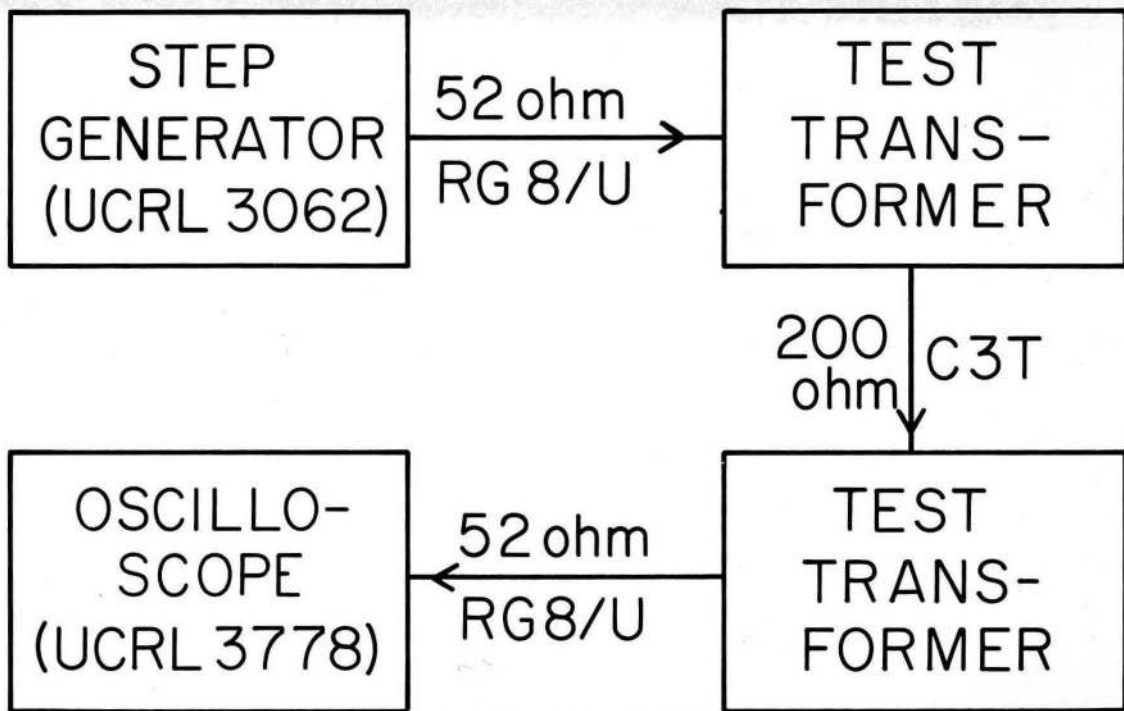 STEP
GENERATOR
(UCRL 3062)
52 ohm
RG 8/U
TEST
TRANS-
FORMER
200
ohm
C3T
TEST
TRANS-
FORMER
52 ohm
RG8/U
OSCILLO-
SCOPE
(UCRL 3778)